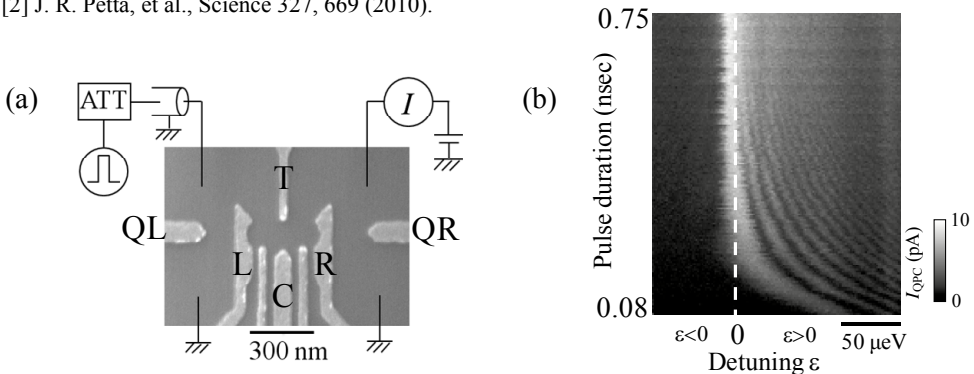 [2] J. R. Petta, et al., Science 327, 669 (2010).
(a)
ATT
I
T
QL
QR
L
R
C
300 nm
(b)
0.75
Pulse duration (nsec)
0.08
ε<0
0
ε>0
50 μeV
Detuning ε
10
I_QPC (pA)
0